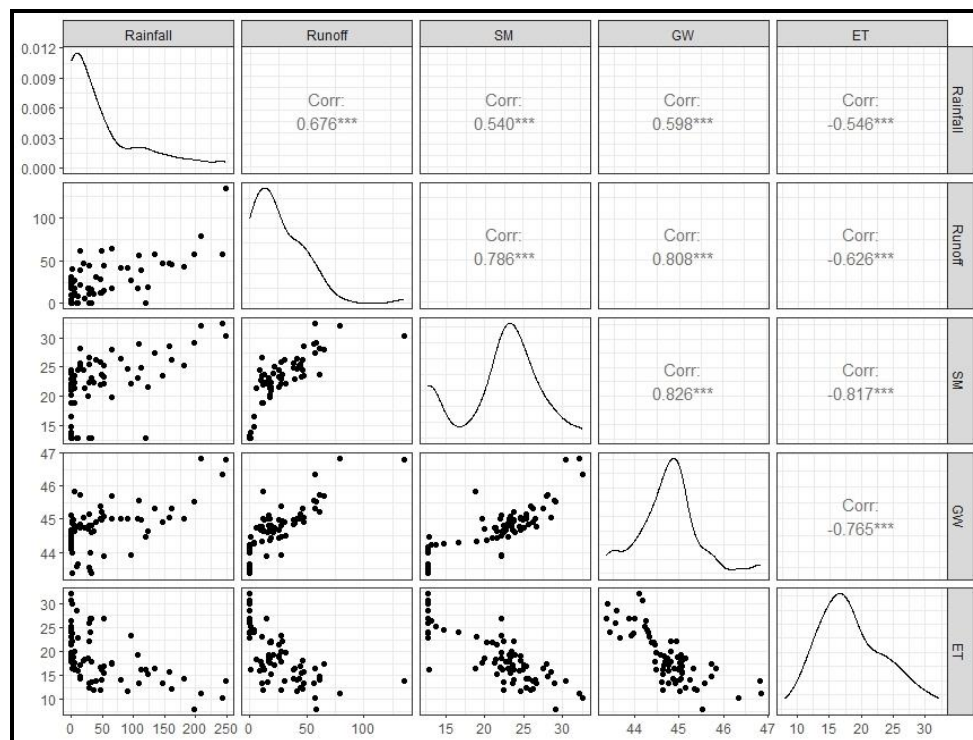 Rainfall Runoff SM GW ET
0.012
0.009
0.006
0.003
0.000
Corr:
0.676***
Corr:
0.540***
Corr:
0.598***
Corr:
-0.546***
Rainfall
100
50
0
Corr:
0.786***
Corr:
0.808***
Corr:
-0.626***
Runoff
30
25
20
15
Corr:
0.826***
Corr:
-0.817***
SM
47
46
45
44
Corr:
-0.765***
GW
30
25
20
15
10
ET
0 50 100 150 200 250
0 50 100
15 20 25 30
44 45 46 47
10 15 20 25 30